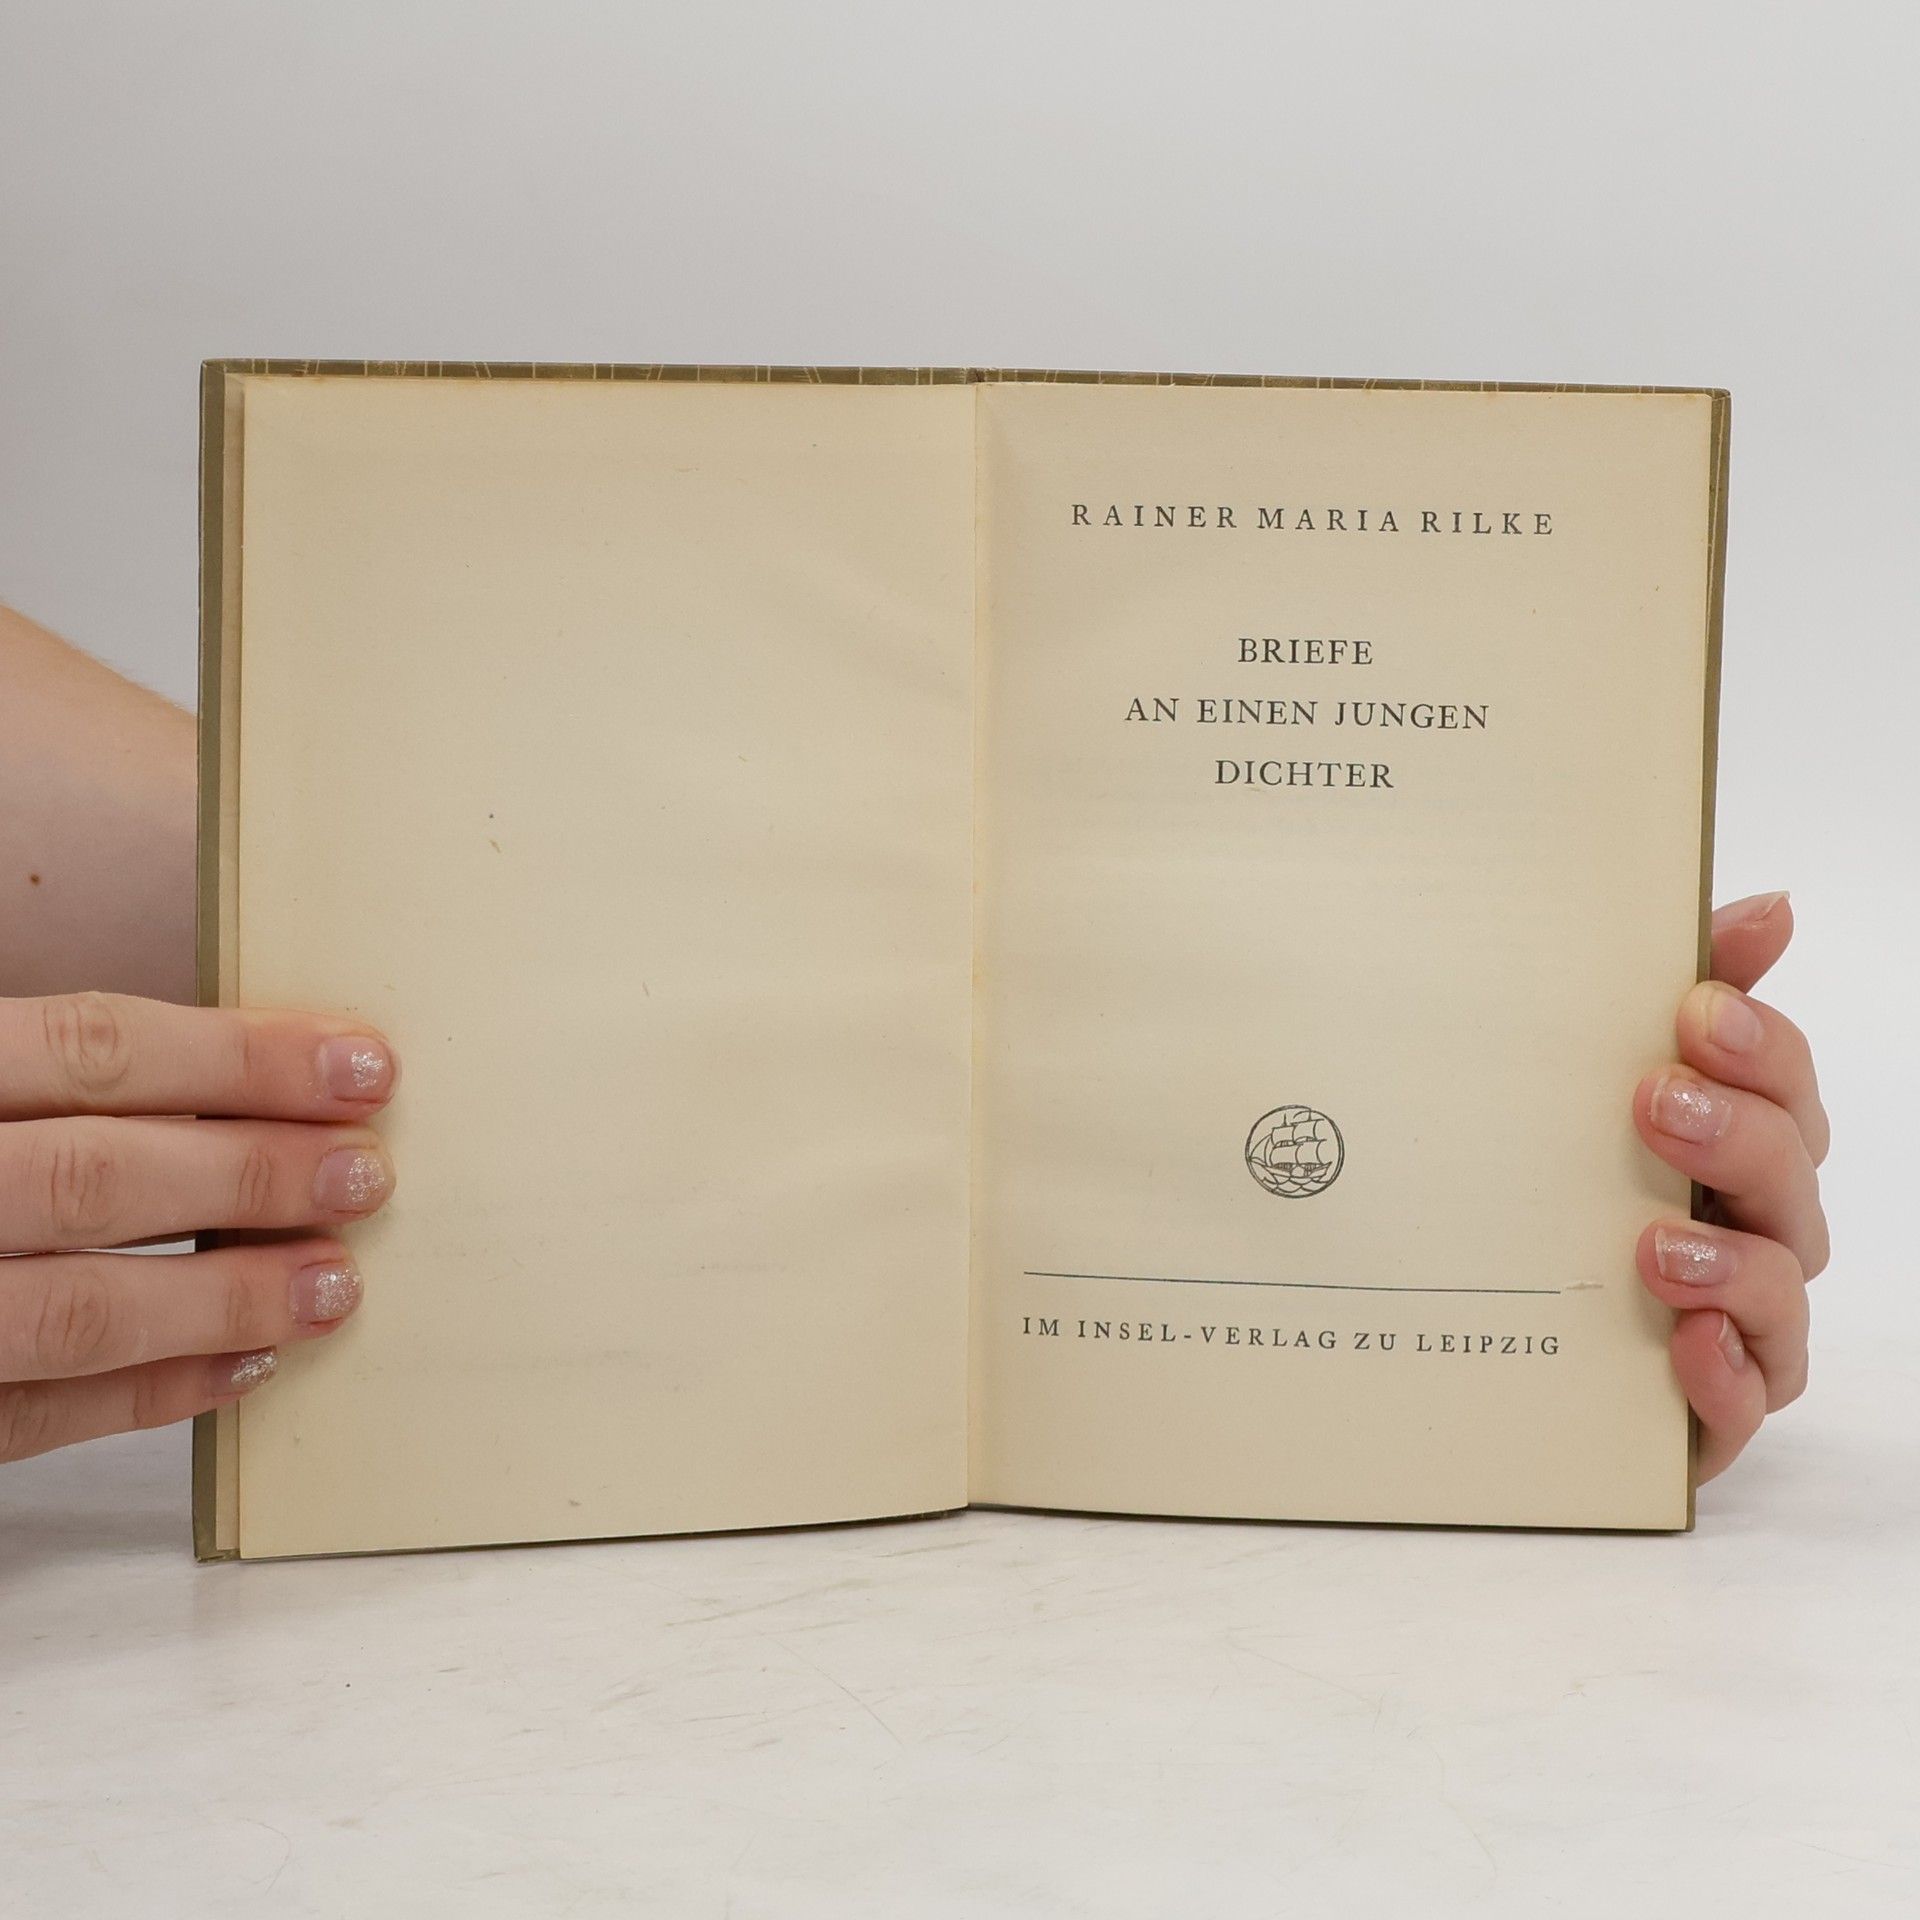 RAINER MARIA RILKE
BRIEFE
AN EINEN JUNGEN
DICHTER
IM INSEL-VERLAG ZU LEIPZIG